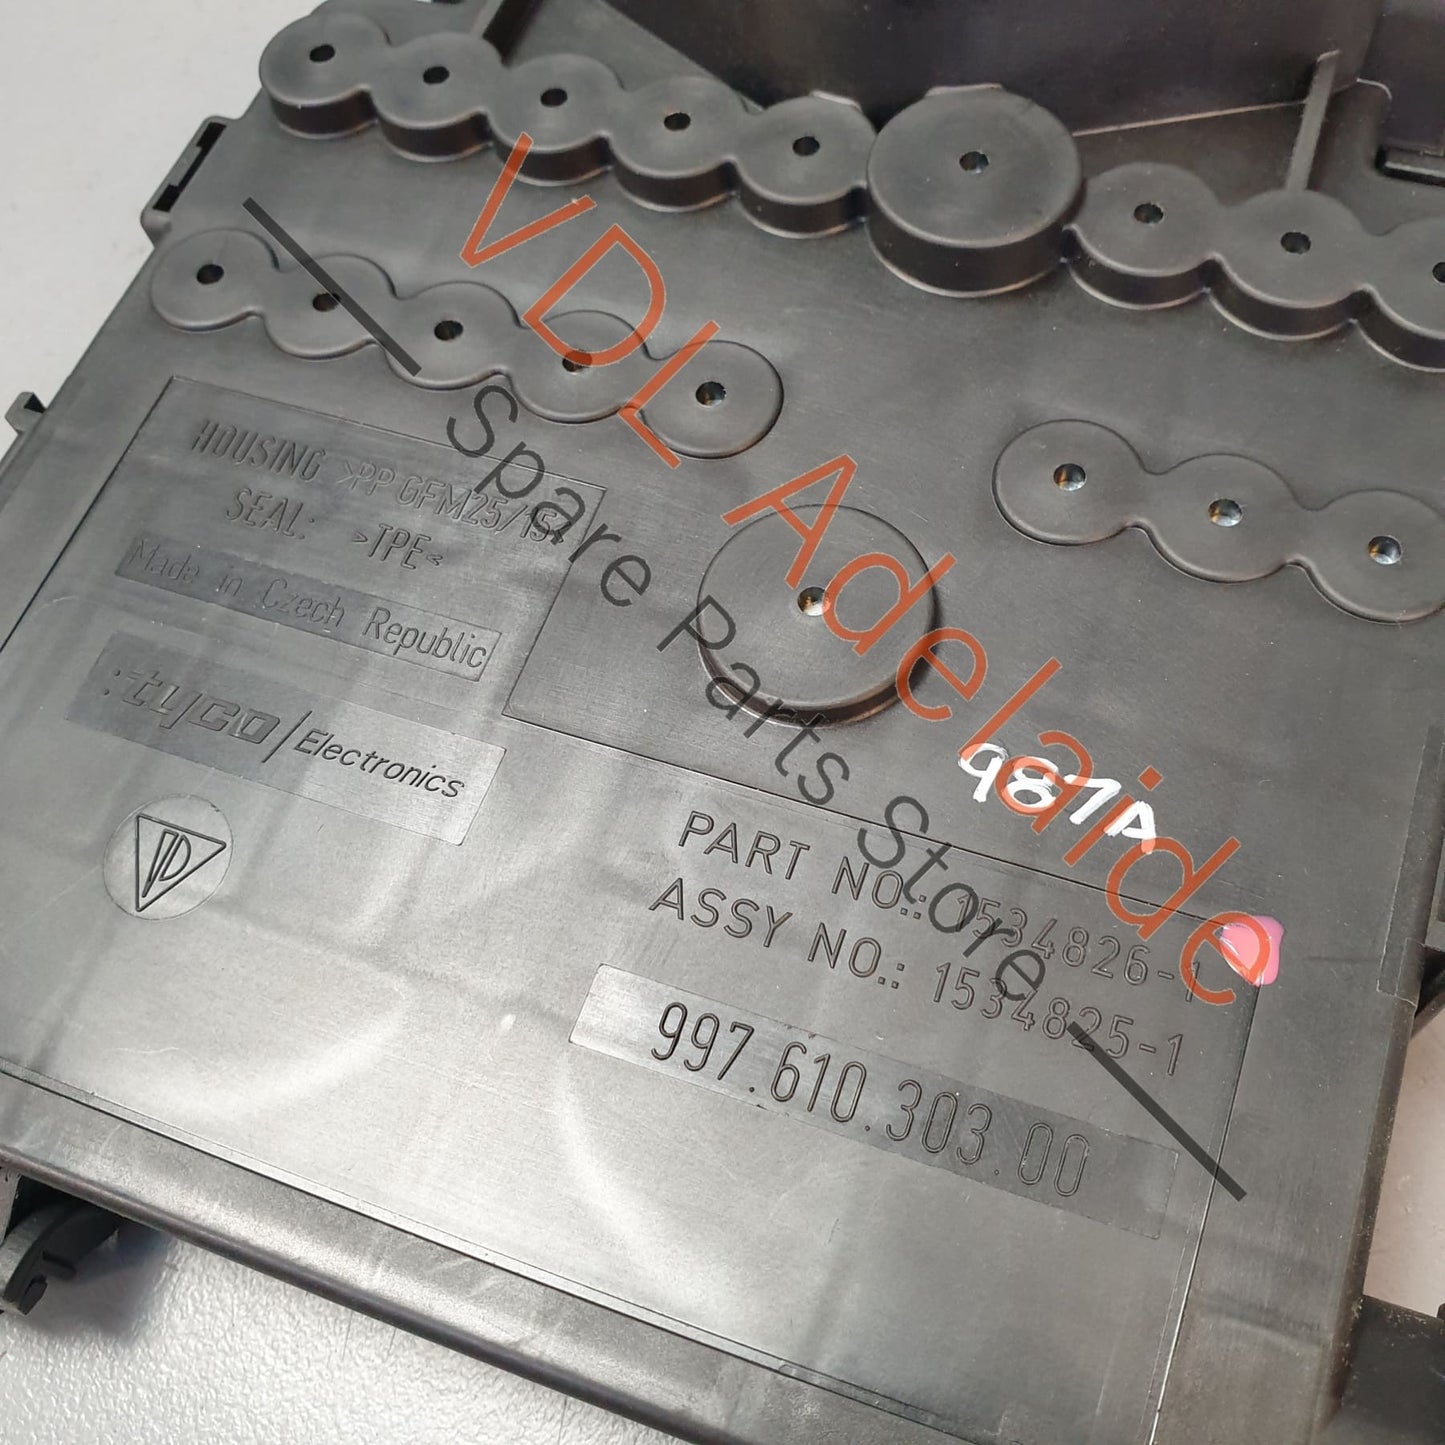 HOUSING >PP GFM25/15<
SEAL: >TPE<
Made in Czech Republic
:tyco / Electronics
VD
987A
PART NO.: 1534826-1
ASSY NO.: 1534825-1
997.610.303.00
VDL Adelaide
Spare Parts Store